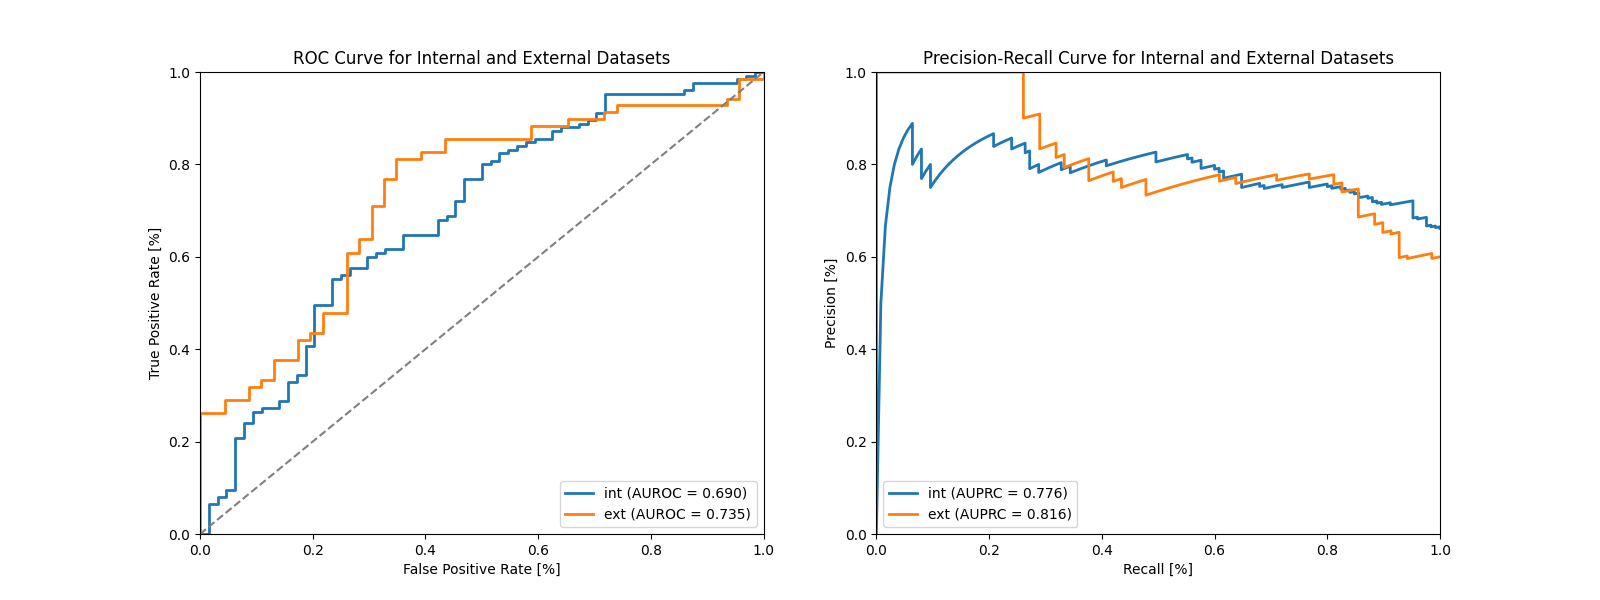 ROC Curve for Internal and External Datasets
True Positive Rate [%]
1.0
0.8
0.6
0.4
0.2
0.0
0.0 0.2 0.4 0.6 0.8 1.0
False Positive Rate [%]
int (AUROC = 0.690)
ext (AUROC = 0.735)
Precision-Recall Curve for Internal and External Datasets
Precision [%]
1.0
0.8
0.6
0.4
0.2
0.0
0.0 0.2 0.4 0.6 0.8 1.0
Recall [%]
int (AUPRC = 0.776)
ext (AUPRC = 0.816)